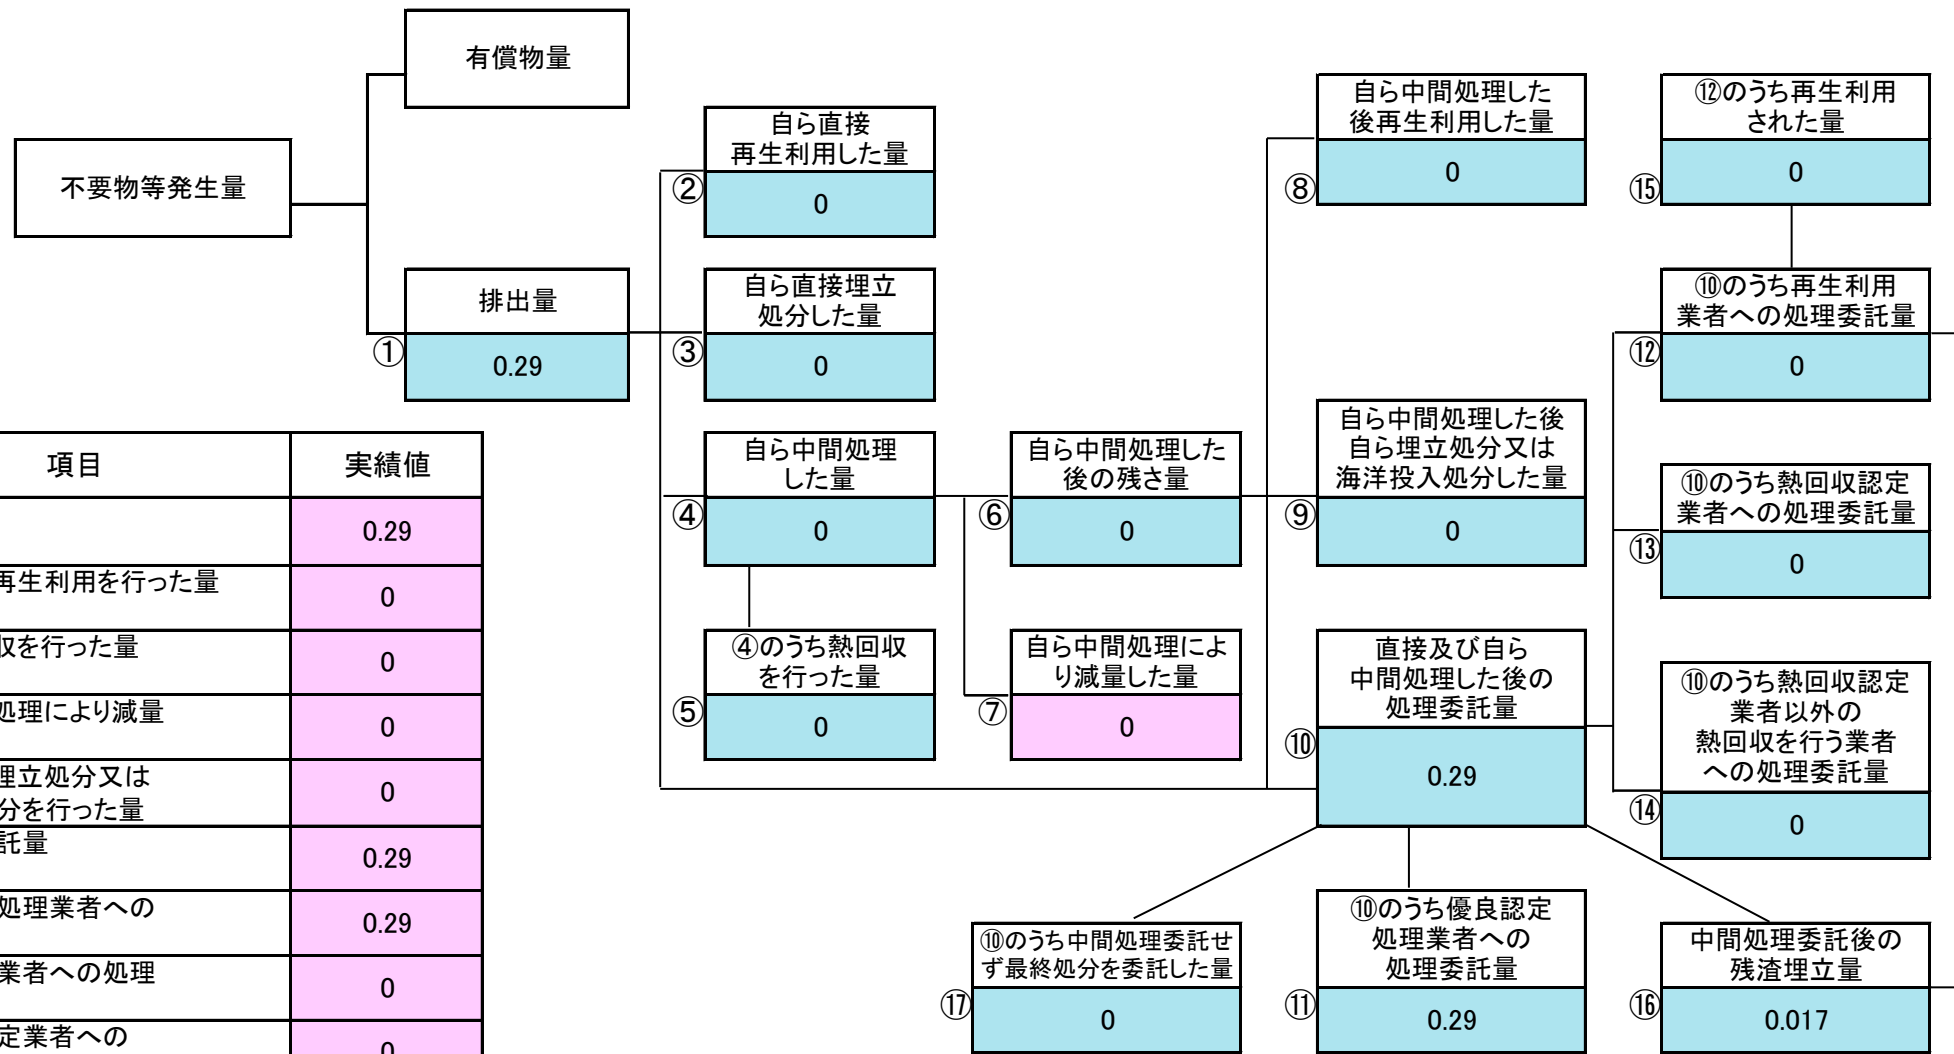 有償物量
不要物等発生量
排出量
①
0.29
自ら直接
再生利用した量
②
0
自ら直接埋立
処分した量
③
0
自ら中間処理
した量
④
0
④のうち熱回収
を行った量
⑤
0
自ら中間処理した
後の残さ量
⑥
0
自ら中間処理によ
り減量した量
⑦
0
自ら中間処理した
後再生利用した量
⑧
0
自ら中間処理した後
自ら埋立処分又は
海洋投入処分した量
⑨
0
直接及び自ら
中間処理した後の
処理委託量
⑩
0.29
⑫のうち再生利用
された量
⑮
0
⑩のうち再生利用
業者への処理委託量
⑫
0
⑩のうち熱回収認定
業者への処理委託量
⑬
0
⑩のうち熱回収認定
業者以外の
熱回収を行う業者
への処理委託量
⑭
0
⑩のうち中間処理委託せ
ず最終処分を委託した量
⑰
0
⑩のうち優良認定
処理業者への
処理委託量
⑪
0.29
中間処理委託後の
残渣埋立量
⑯
0.017
項目 実績値
0.29
再生利用を行った量 0
収を行った量 0
処理により減量 0
埋立処分又は
分を行った量 0
託量 0.29
処理業者への 0.29
業者への処理 0
定業者への 0